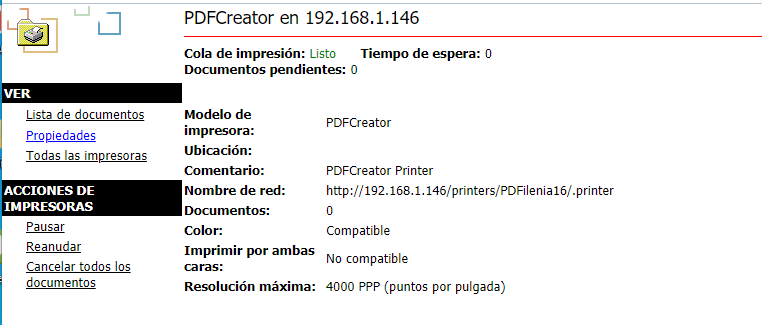 PDFCreator en 192.168.1.146
Cola de impresión: Listo Tiempo de espera: 0
Documentos pendientes: 0
VER
Lista de documentos
Propiedades
Todas las impresoras
ACCIONES DE
IMPRESORAS
Pausar
Reanudar
Cancelar todos los
documentos
Modelo de
impresora: PDFCreator
Ubicación:
Comentario: PDFCreator Printer
Nombre de red: http://192.168.1.146/printers/PDFilenia16/.printer
Documentos: 0
Color: Compatible
Imprimir por ambas
caras: No compatible
Resolución máxima: 4000 PPP (puntos por pulgada)